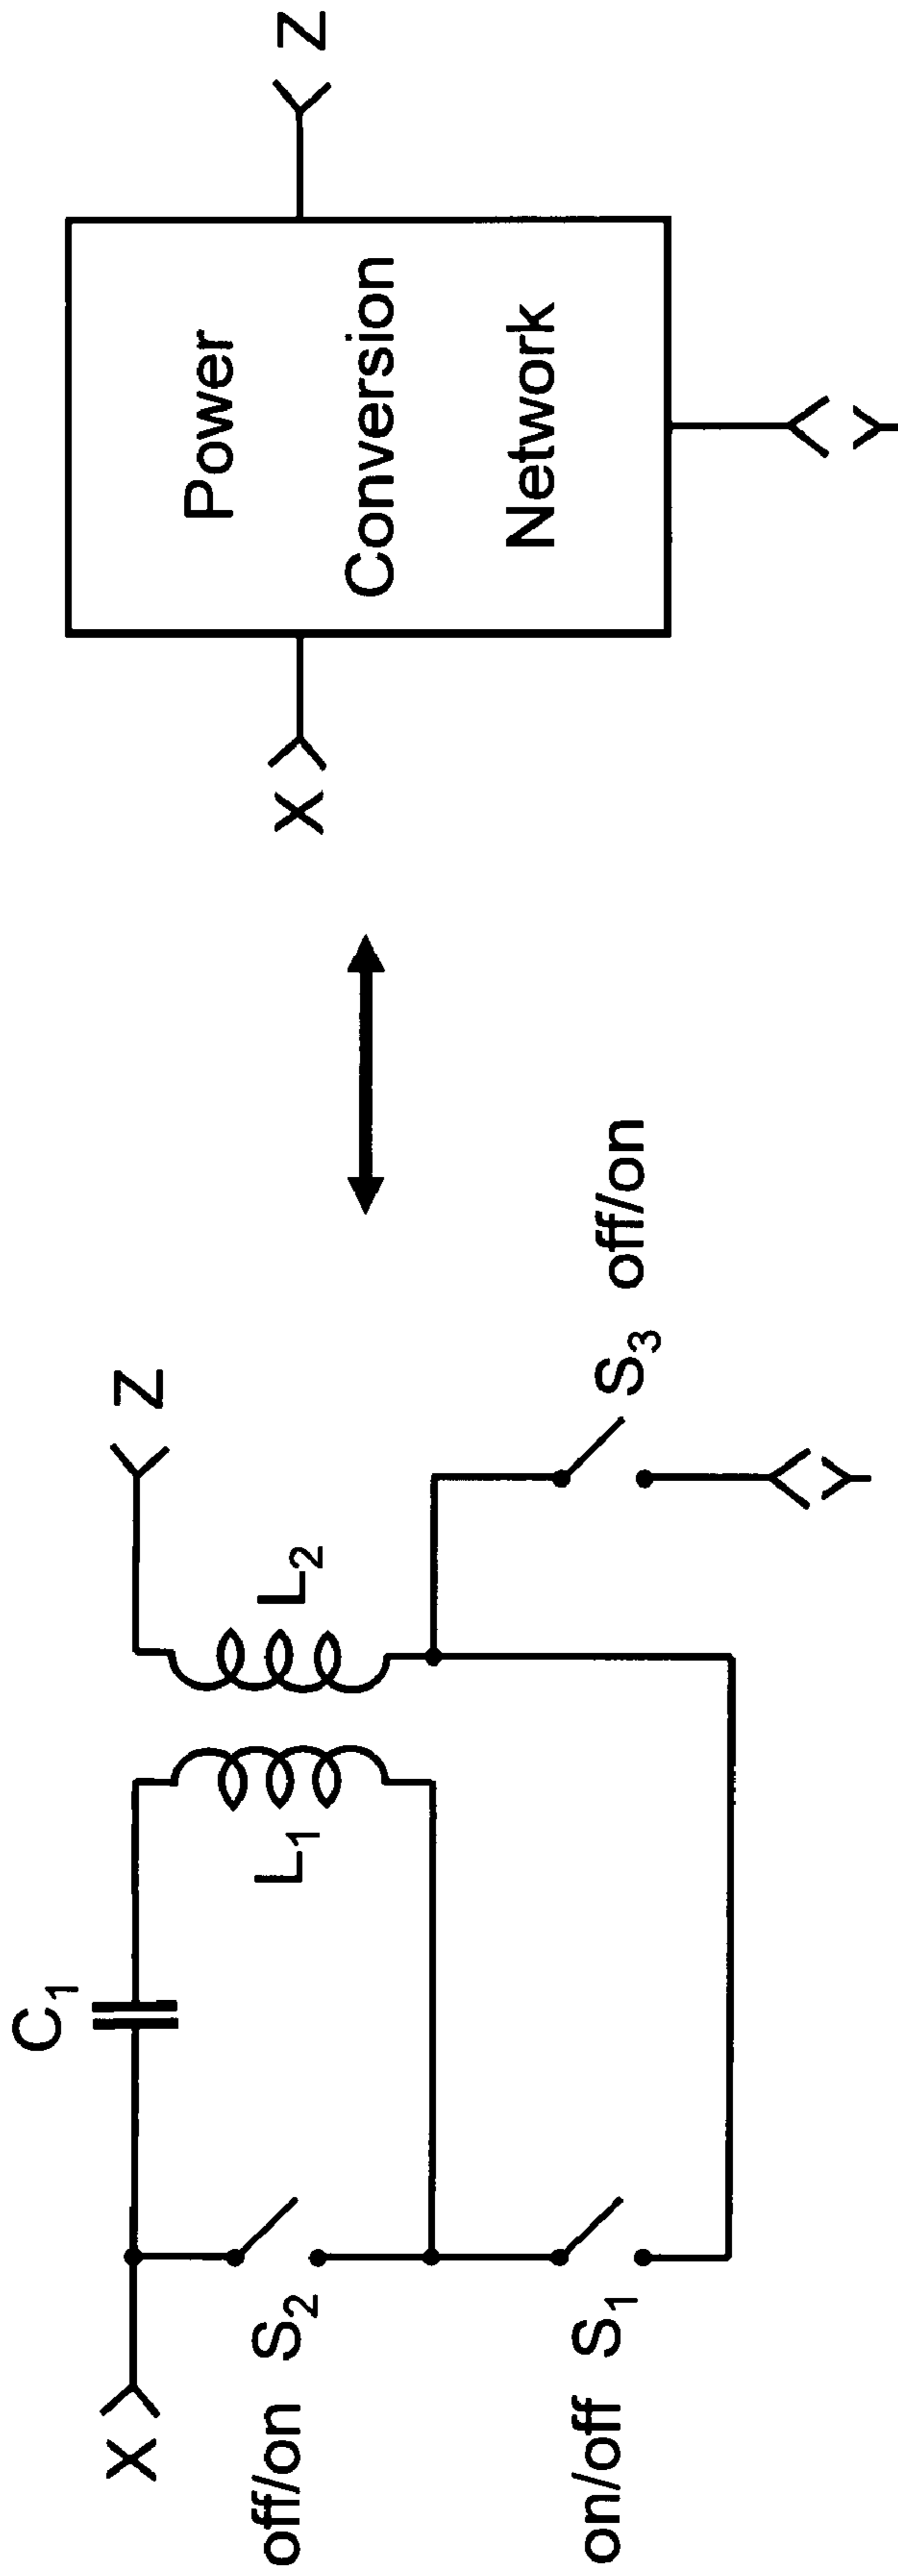 X
off/on S2
on/off S1
C1
L1
L2
Z
S3 off/on
Y
X
Power
Conversion
Network
Z
Y